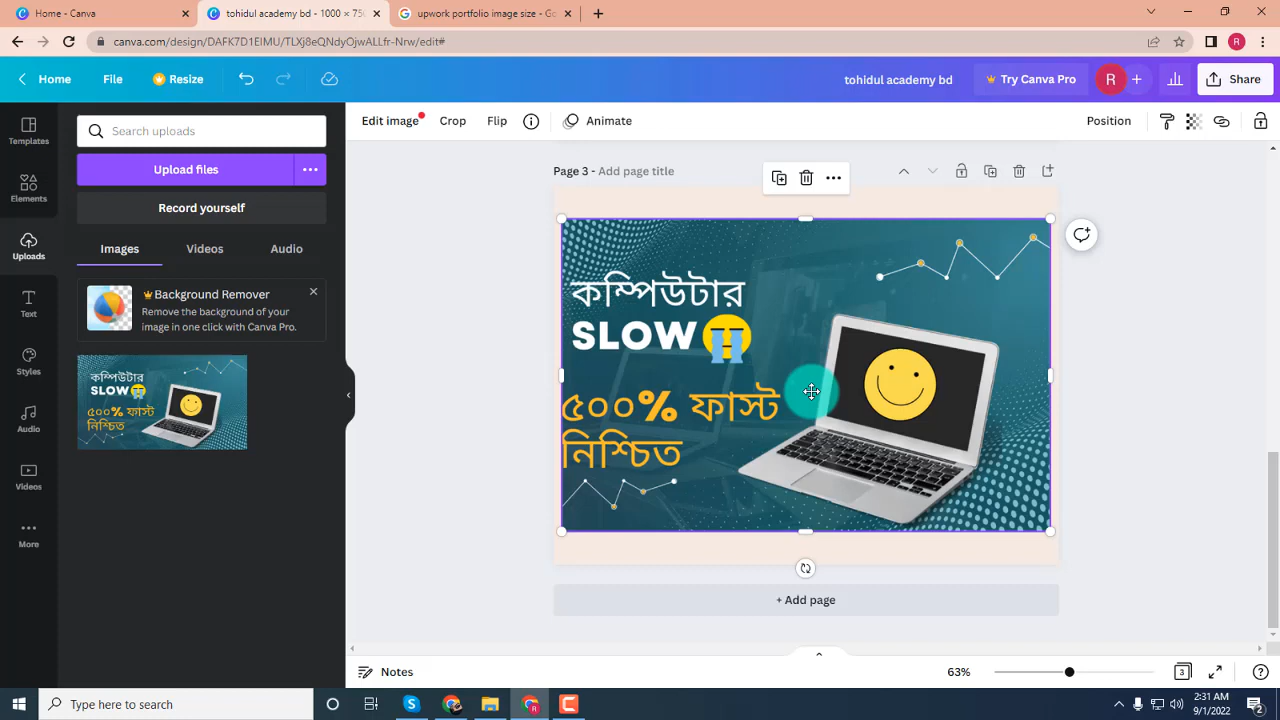 Home - Canva
tohidul academy bd - 1000 × 75
upwork portfolio image size - Go
canva.com/design/DAFK7D1EIMU/TLXj8eQNdyOjwALLfr-Nrw/edit#
R
Home
File
Resize
tohidul academy bd
R
Try Canva Pro
Share
Templates
Elements
Uploads
Text
Styles
Audio
Videos
More
Search uploads
Upload files
Record yourself
Images
Videos
Audio
Background Remover
Remove the background of your
image in one click with Canva Pro.
কম্পিউটার
SLOW
৫০০% ফাস্ট
নিশ্চিত
Edit image
Crop
Flip
Animate
Position
Page 3 - Add page title
কম্পিউটার
SLOW
৫০০% ফাস্ট
নিশ্চিত
+ Add page
Notes
63%
3
Type here to search
2:31 AM
9/1/2022
2